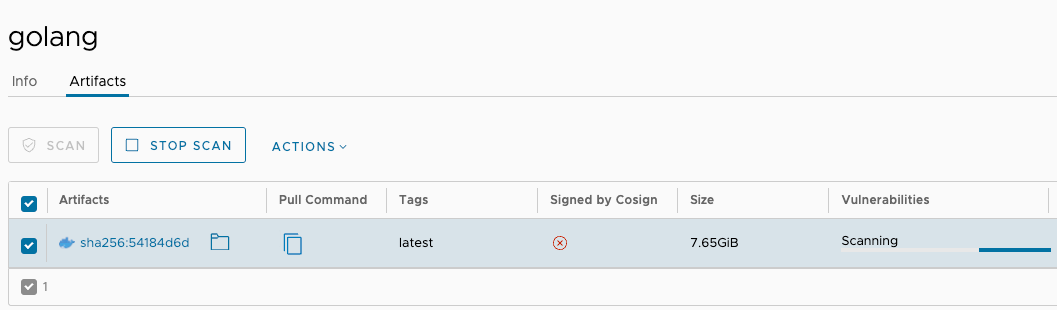 golang
Info Artifacts
SCAN STOP SCAN ACTIONS
Artifacts Pull Command Tags Signed by Cosign Size Vulnerabilities
sha256:54184d6d latest 7.65GiB Scanning
1